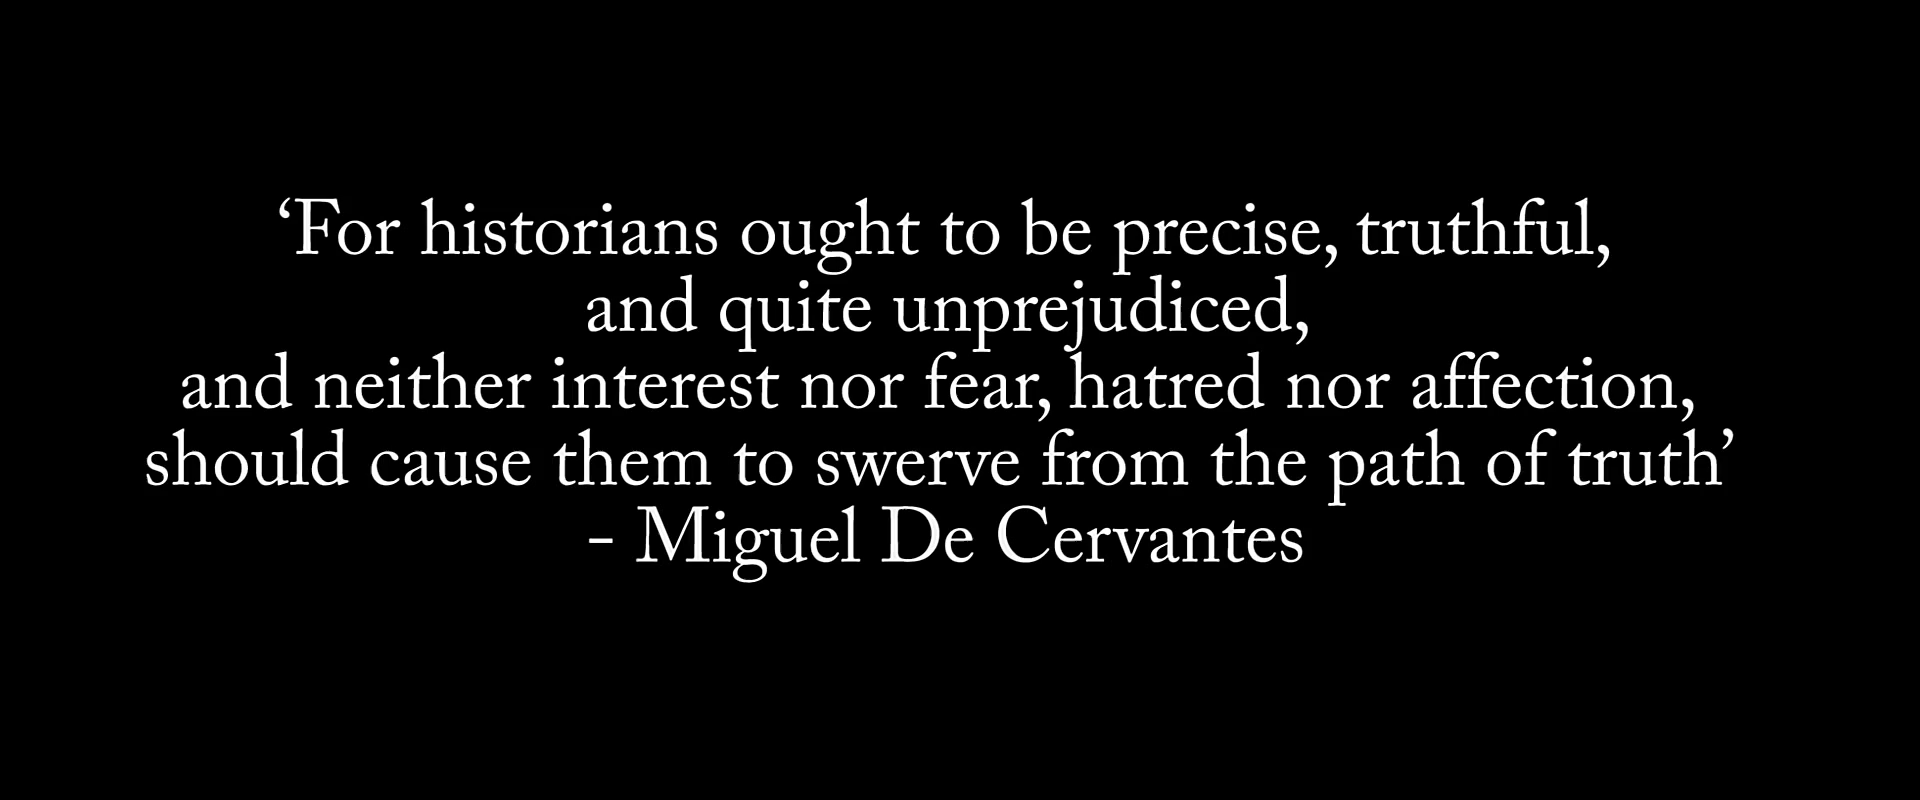 ‘For historians ought to be precise, truthful,
and quite unprejudiced,
and neither interest nor fear, hatred nor affection,
should cause them to swerve from the path of truth’
- Miguel De Cervantes